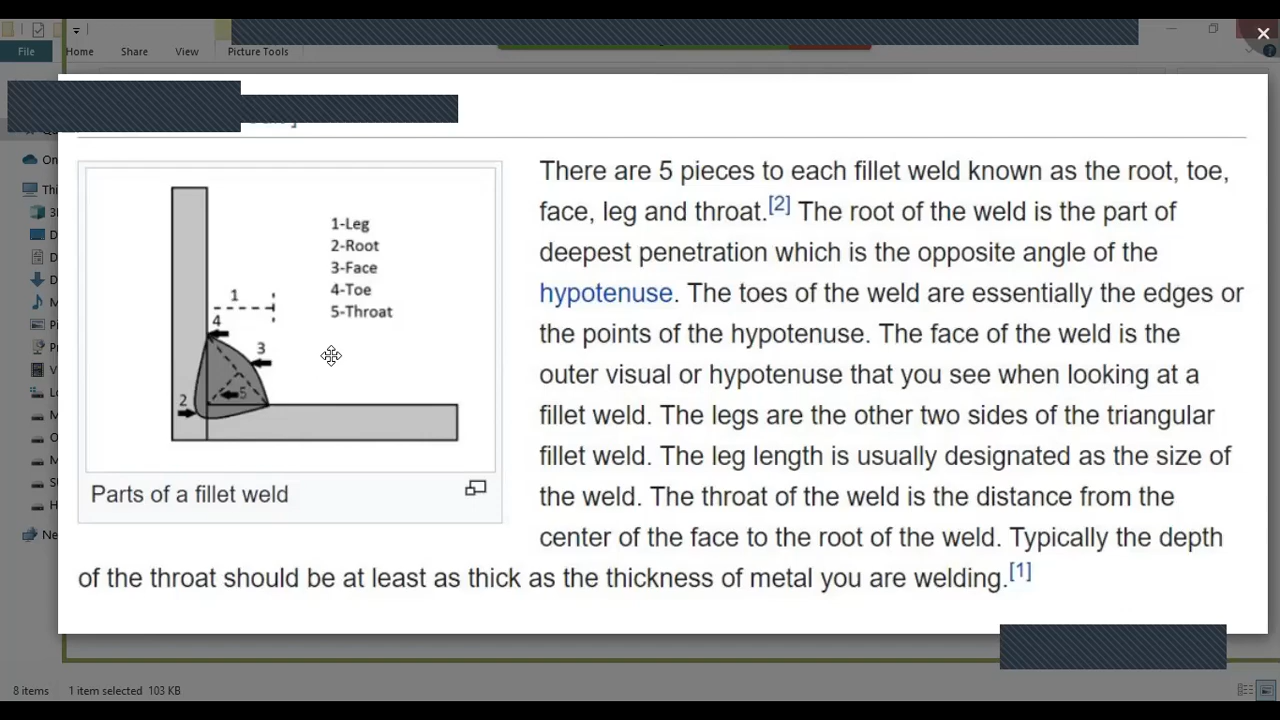 File
Home
Share
View
Picture Tools
There are 5 pieces to each fillet weld known as the root, toe,
face, leg and throat.[2] The root of the weld is the part of
deepest penetration which is the opposite angle of the
hypotenuse. The toes of the weld are essentially the edges or
the points of the hypotenuse. The face of the weld is the
outer visual or hypotenuse that you see when looking at a
fillet weld. The legs are the other two sides of the triangular
fillet weld. The leg length is usually designated as the size of
the weld. The throat of the weld is the distance from the
center of the face to the root of the weld. Typically the depth
of the throat should be at least as thick as the thickness of metal you are welding.[1]
1-Leg
2-Root
3-Face
4-Toe
5-Throat
1
4
3
5
2
Parts of a fillet weld
8 items
1 item selected 103 KB